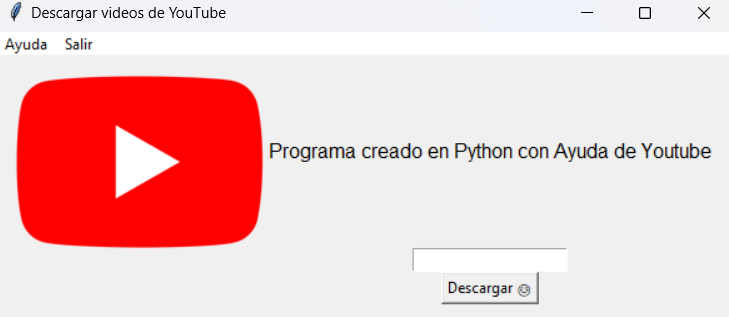 Descargar videos de YouTube
Ayuda Salir
Programa creado en Python con Ayuda de Youtube
Descargar